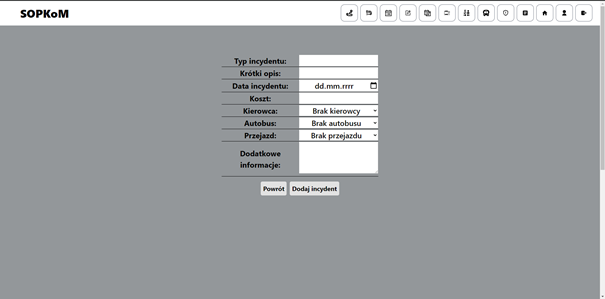 SOPKoM
Typ incydentu:
Krótki opis:
Data incydentu: dd.mm.rrrr
Koszt:
Kierowca: Brak kierowcy
Autobus: Brak autobusu
Przejazd: Brak przejazdu
Dodatkowe
informacje:
Powrót Dodaj incydent